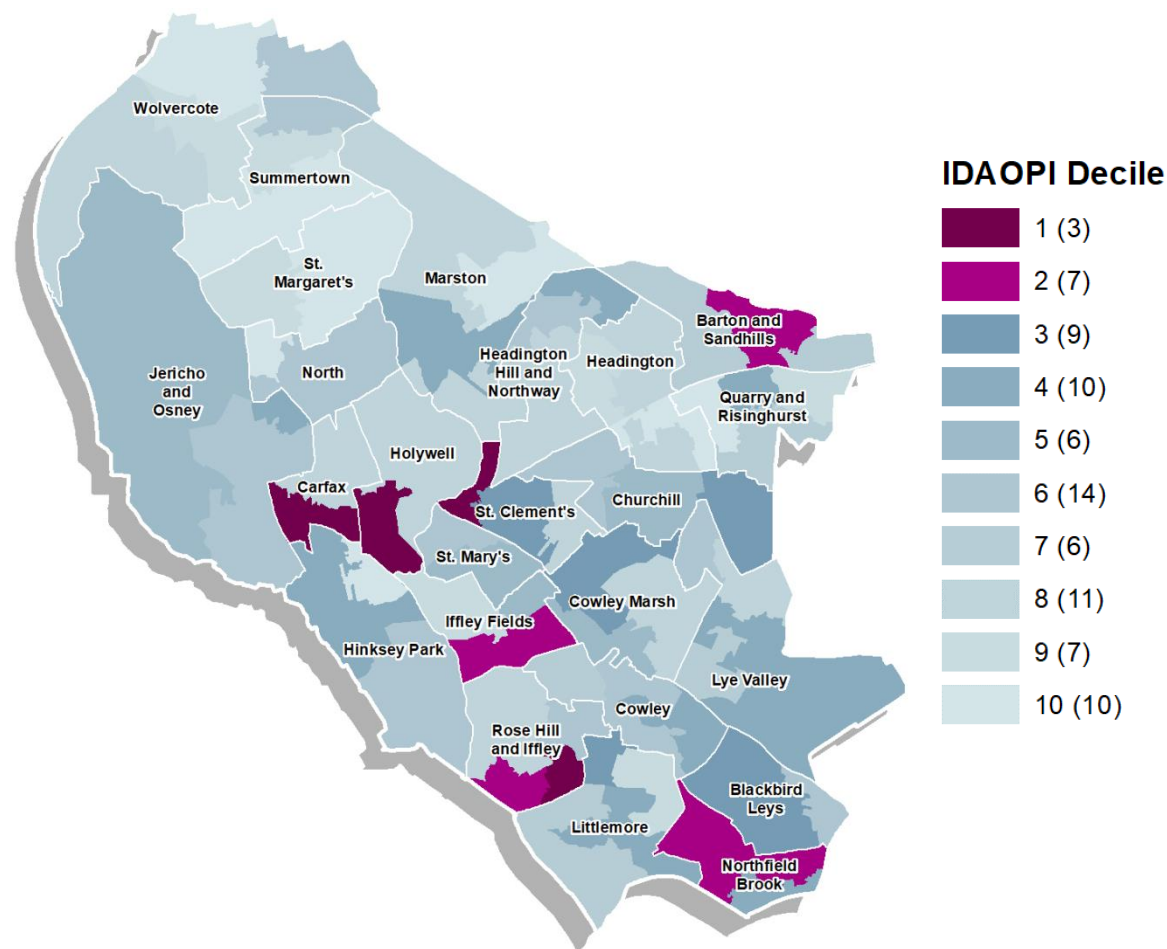 Wolvercote
Summertown
St.
Margaret's
Marston
Barton and
Sandhills
Headington
Hill and
Northway
Headington
North
Jericho
and
Osney
Quarry and
Risinghurst
Holywell
Carfax
St. Clement's
Churchill
St. Mary's
Cowley Marsh
Iffley Fields
Hinksey Park
Lye Valley
Cowley
Rose Hill
and Iffley
Blackbird
Leys
Littlemore
Northfield
Brook
IDAOPI Decile
1 (3)
2 (7)
3 (9)
4 (10)
5 (6)
6 (14)
7 (6)
8 (11)
9 (7)
10 (10)